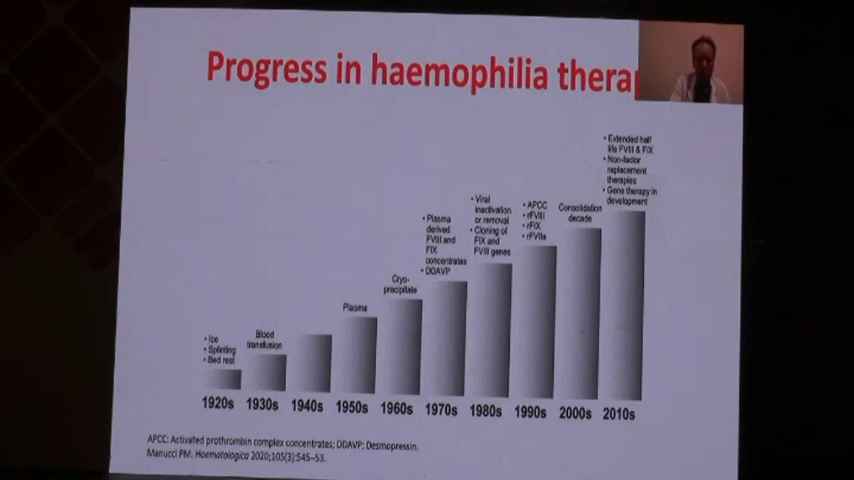 Progress in haemophilia thera
• Ice
• Splinting
• Bed rest
Blood
transfusion
Plasma
Cryo-
precipitate
• Plasma
derived
FVIII and
FIX
concentrates
• DDAVP
• Viral
inactivation
or removal
• Cloning of
FIX and
FVIII genes
• APCC
• rFVIII
• rFIX
• rFVIIa
Consolidation
decade
• Extended half
life FVIII & FIX
• Non-factor
replacement
therapies
• Gene therapy in
development
1920s 1930s 1940s 1950s 1960s 1970s 1980s 1990s 2000s 2010s
APCC: Activated prothrombin complex concentrates; DDAVP: Desmopressin.
Manucci PM. Haematologica 2020;105(3):545–53.